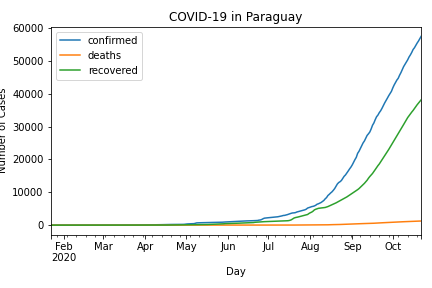 COVID-19 in Paraguay
confirmed
deaths
recovered
60000
50000
40000
30000
20000
10000
0
Number of Cases
Feb Mar Apr May Jun Jul Aug Sep Oct
2020
Day